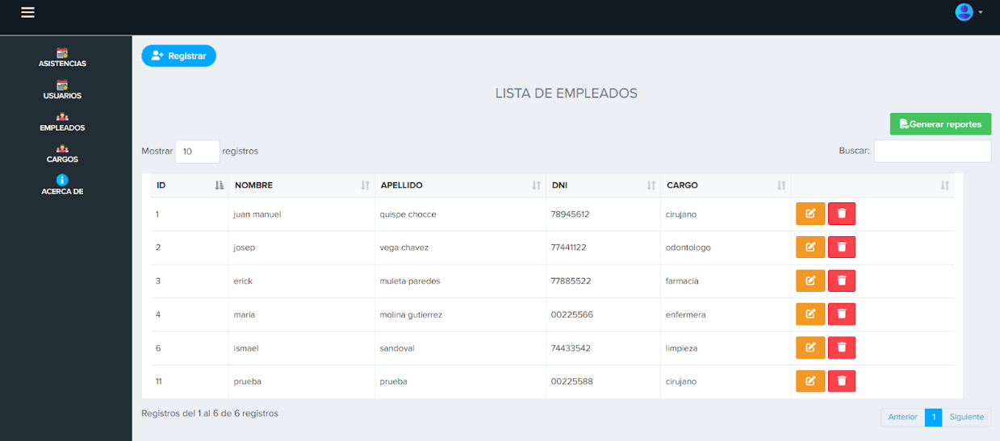 Registrar
ASISTENCIAS
USUARIOS
EMPLEADOS
CARGOS
ACERCA DE
LISTA DE EMPLEADOS
Generar reportes
Mostrar 10 registros Buscar:
ID NOMBRE APELLIDO DNI CARGO
1 juan manuel quispe chocce 78945612 cirujano
2 josep vega chavez 77441122 odontologo
3 erick muleta paredes 77885522 farmacia
4 maria molina gutierrez 00225566 enfermera
6 ismael sandoval 74433542 limpieza
11 prueba prueba 00225588 cirujano
Registros del 1 al 6 de 6 registros
Anterior 1 Siguiente